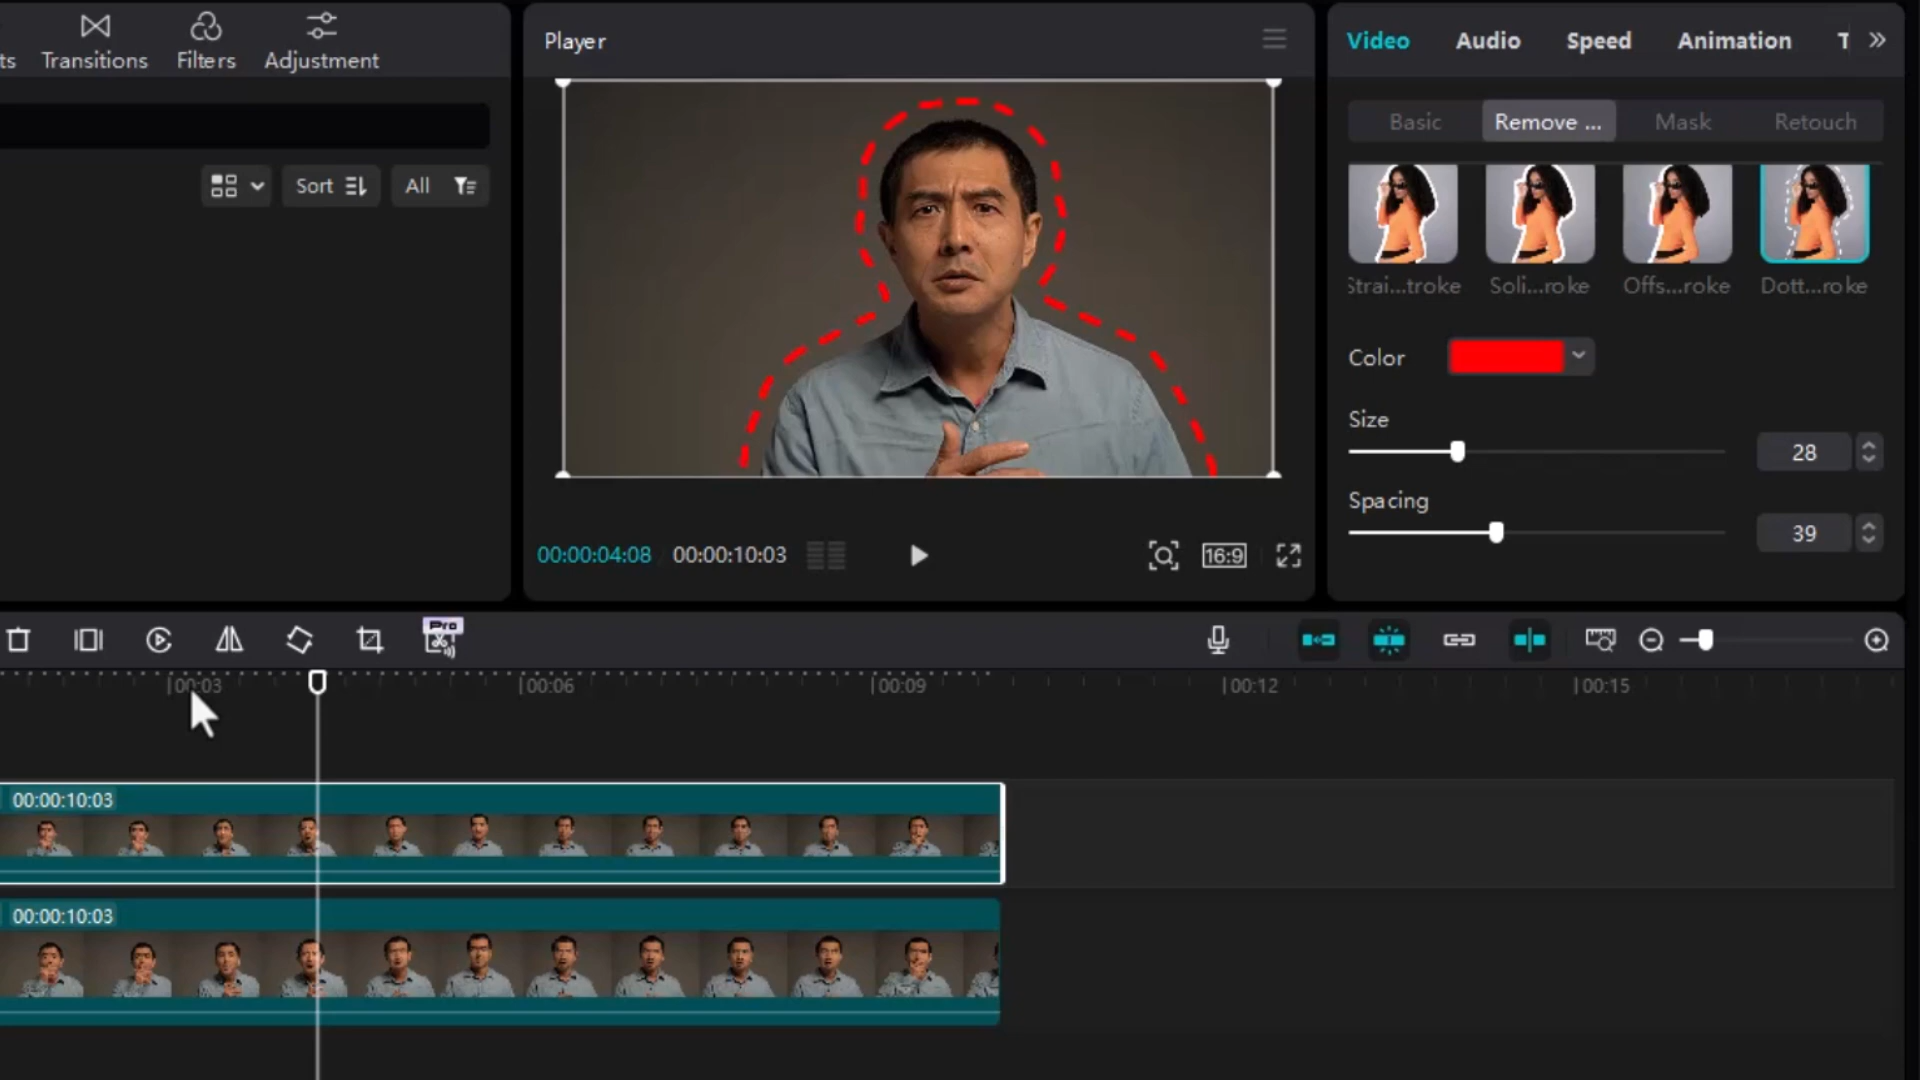 ts
Transitions
Filters
Adjustment
Sort
All
Player
00:00:04:08
00:00:10:03
16:9
Video
Audio
Speed
Animation
T
Basic
Remove ...
Mask
Retouch
Strai...troke
Soli...roke
Offs...roke
Dott...roke
Color
Size
28
Spacing
39
Pro
00:03
00:06
00:09
00:12
00:15
00:00:10:03
00:00:10:03